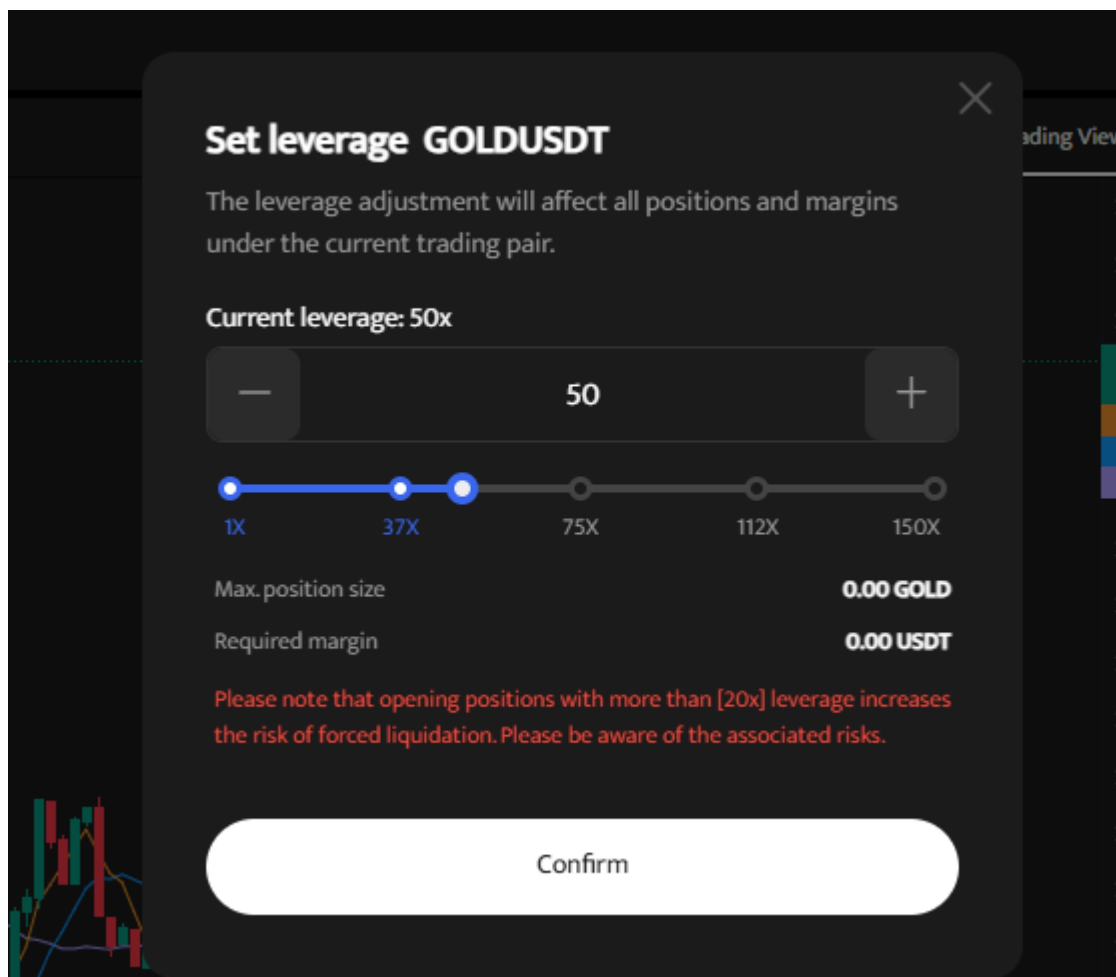 ading View
Set leverage GOLDUSDT
The leverage adjustment will affect all positions and margins
under the current trading pair.
Current leverage: 50x
50
1X 37X 75X 112X 150X
Max. position size 0.00 GOLD
Required margin 0.00 USDT
Please note that opening positions with more than [20x] leverage increases
the risk of forced liquidation. Please be aware of the associated risks.
Confirm